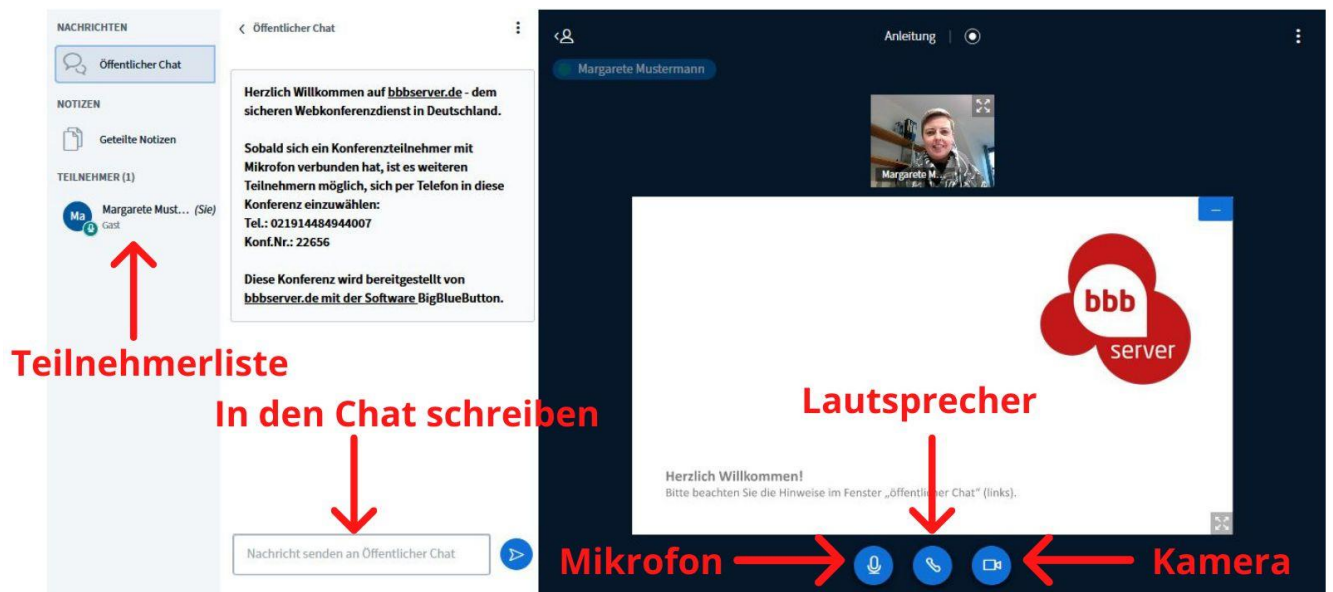 NACHRICHTEN
Öffentlicher Chat
NOTIZEN
Geteilte Notizen
TEILNEHMER (1)
Ma
Margarete Must... (Sie)
Gast
Teilnehmerliste
Öffentlicher Chat
Herzlich Willkommen auf bbbserver.de - dem
sicheren Webkonferenzdienst in Deutschland.
Sobald sich ein Konferenzteilnehmer mit
Mikrofon verbunden hat, ist es weiteren
Teilnehmern möglich, sich per Telefon in diese
Konferenz einzuwählen:
Tel.: 021914484944007
Konf.Nr.: 22656
Diese Konferenz wird bereitgestellt von
bbbserver.de mit der Software BigBlueButton.
In den Chat schreiben
Nachricht senden an Öffentlicher Chat
Anleitung
Margarete Mustermann
Margarete M...
bbb
server
Lautsprecher
Herzlich Willkommen!
Bitte beachten Sie die Hinweise im Fenster „öffentlicher Chat" (links).
Mikrofon
Kamera